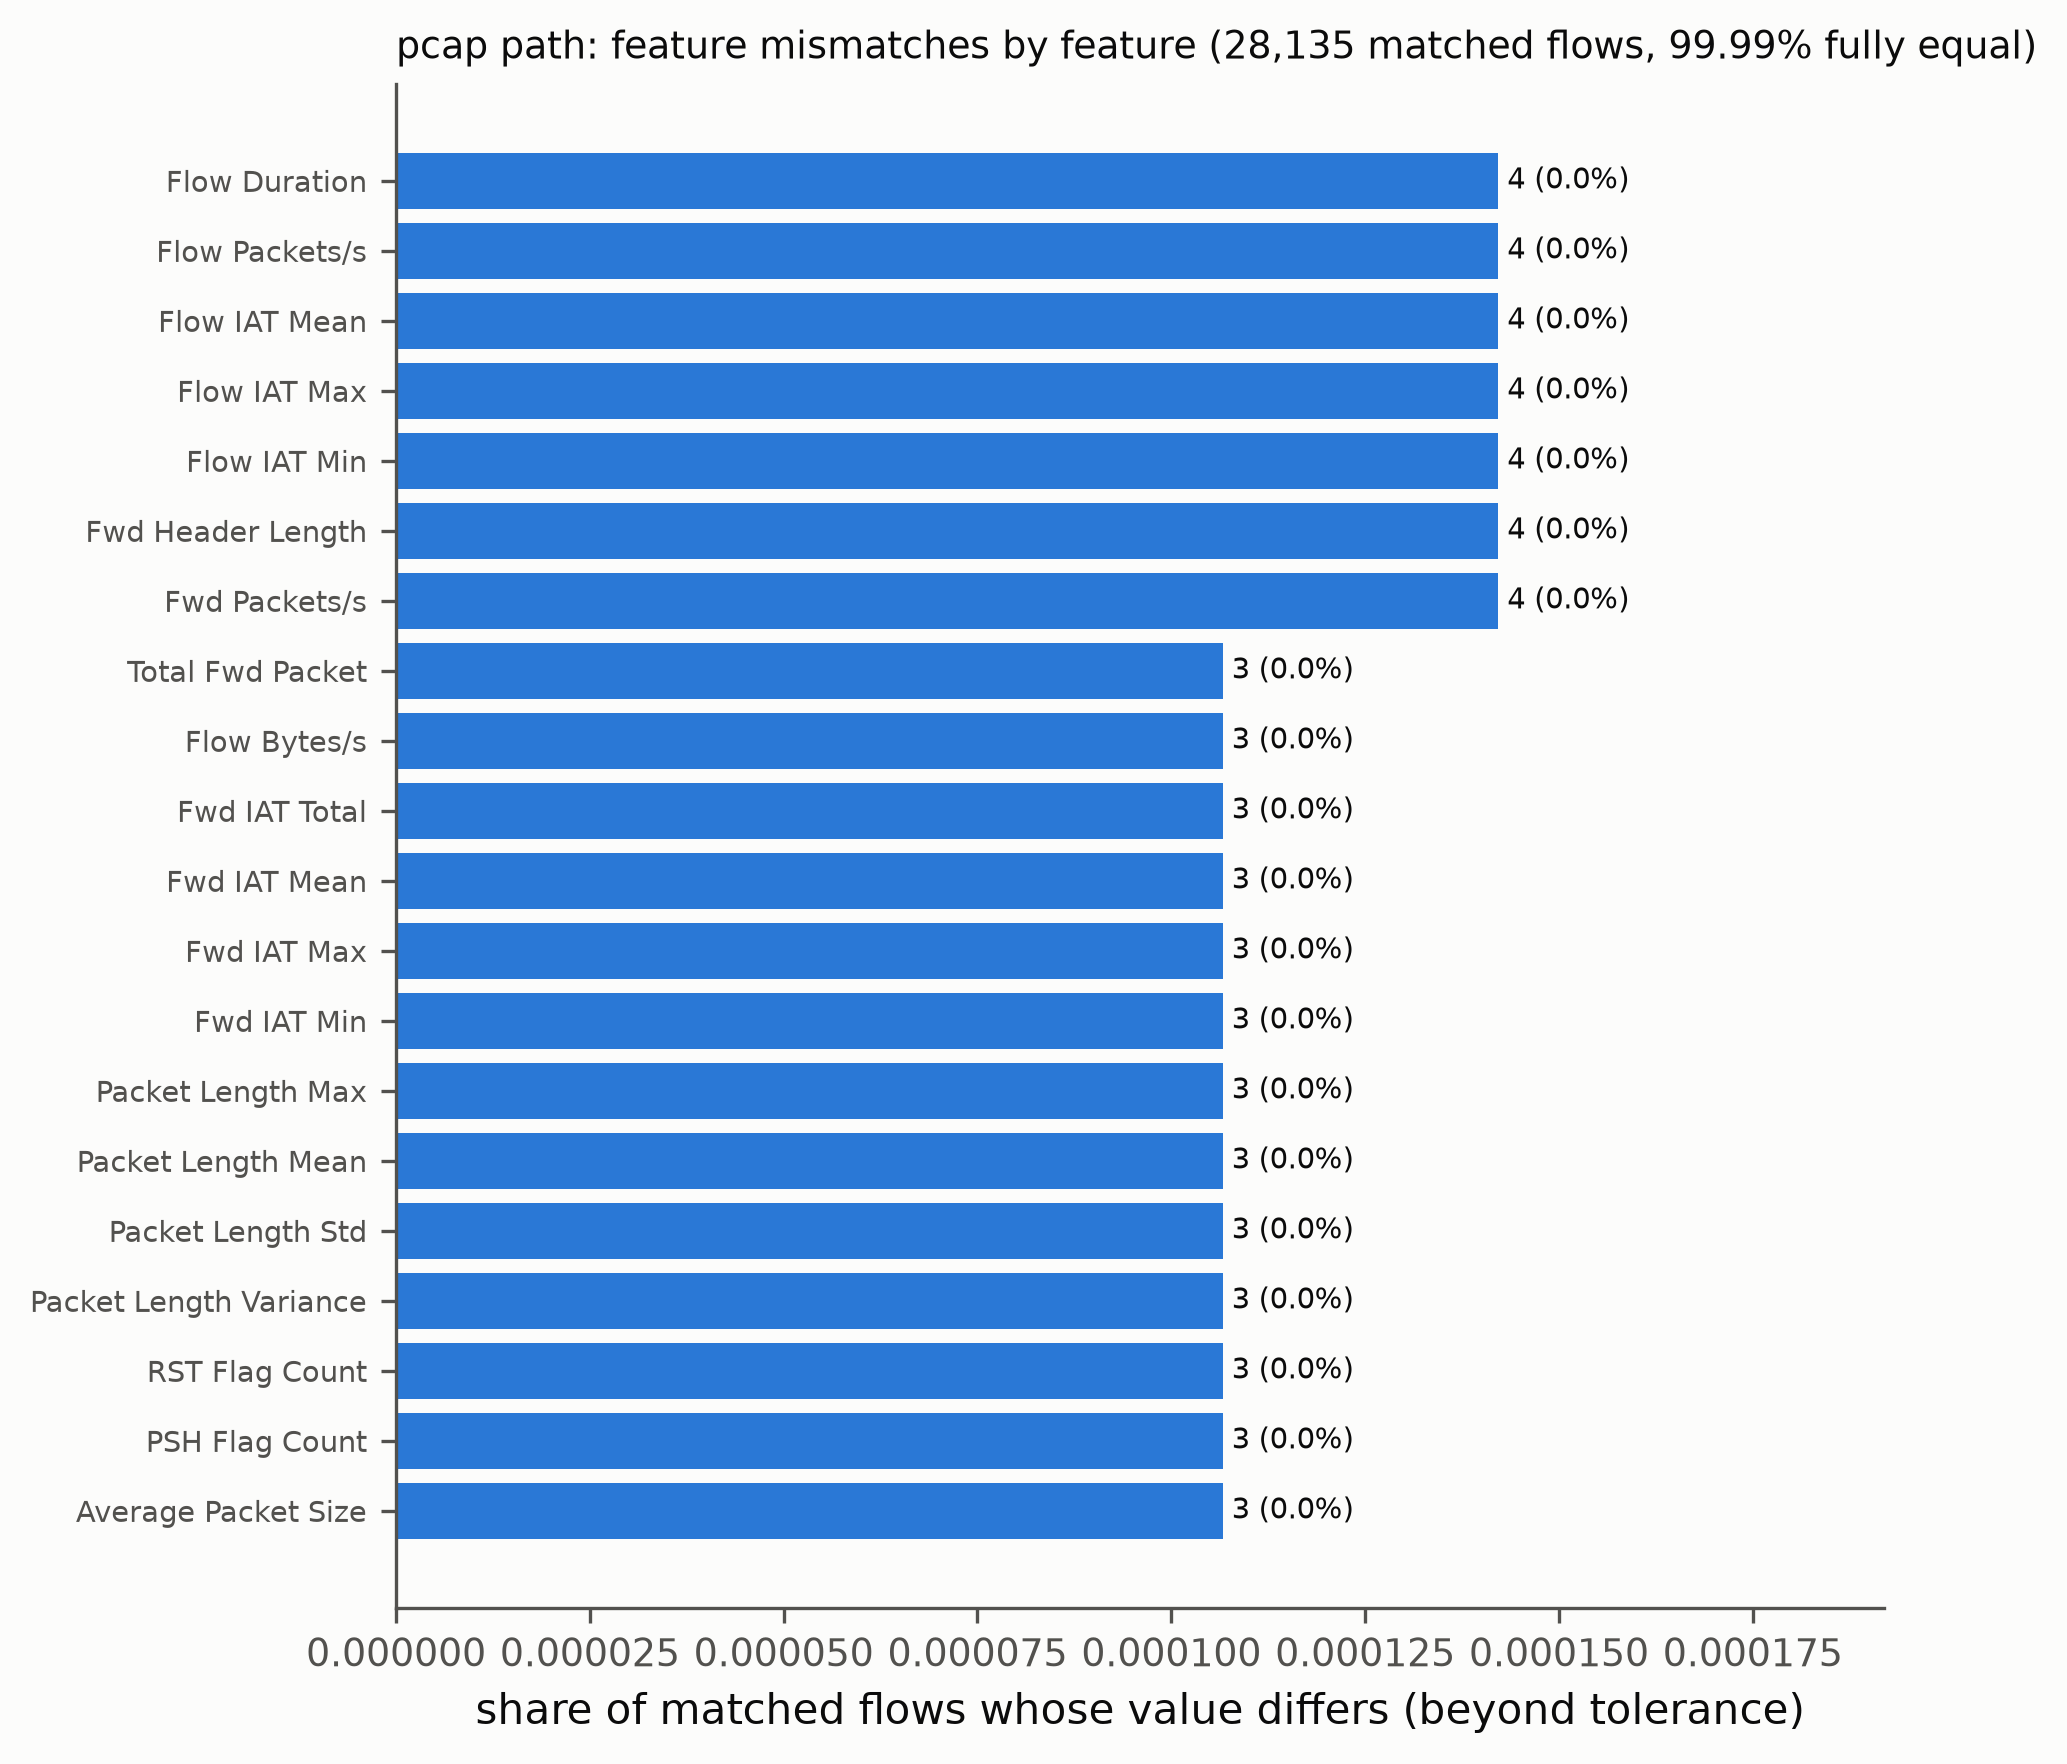 pcap path: feature mismatches by feature (28,135 matched flows, 99.99% fully equal)
Flow Duration 4 (0.0%)
Flow Packets/s 4 (0.0%)
Flow IAT Mean 4 (0.0%)
Flow IAT Max 4 (0.0%)
Flow IAT Min 4 (0.0%)
Fwd Header Length 4 (0.0%)
Fwd Packets/s 4 (0.0%)
Total Fwd Packet 3 (0.0%)
Flow Bytes/s 3 (0.0%)
Fwd IAT Total 3 (0.0%)
Fwd IAT Mean 3 (0.0%)
Fwd IAT Max 3 (0.0%)
Fwd IAT Min 3 (0.0%)
Packet Length Max 3 (0.0%)
Packet Length Mean 3 (0.0%)
Packet Length Std 3 (0.0%)
Packet Length Variance 3 (0.0%)
RST Flag Count 3 (0.0%)
PSH Flag Count 3 (0.0%)
Average Packet Size 3 (0.0%)
0.000000 0.000025 0.000050 0.000075 0.000100 0.000125 0.000150 0.000175
share of matched flows whose value differs (beyond tolerance)